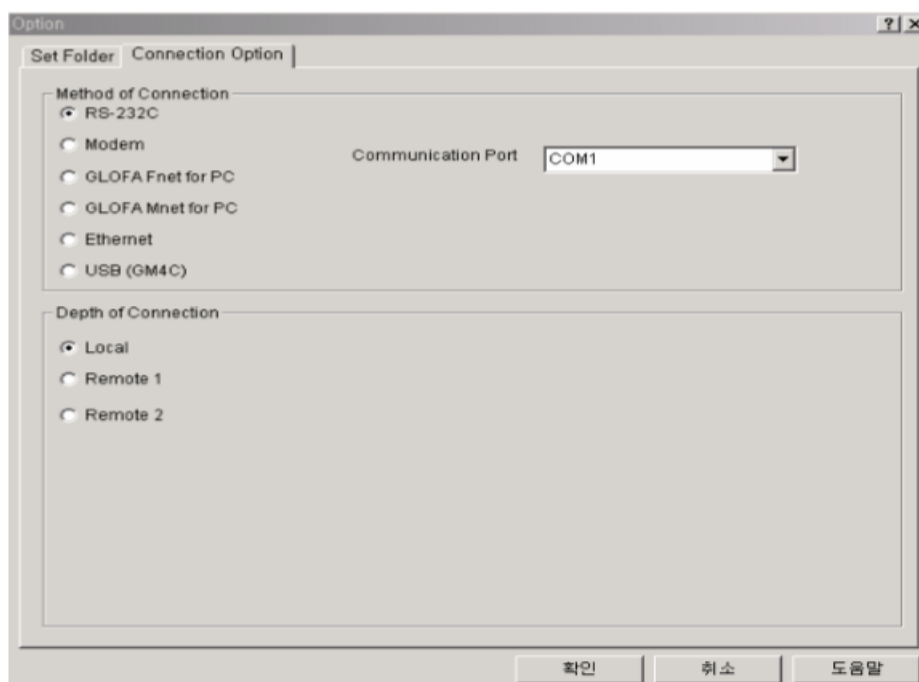 Option
Set Folder Connection Option
Method of Connection
RS-232C
Modem
Communication Port COM1
GLOFA Fnet for PC
GLOFA Mnet for PC
Ethernet
USB (GM4C)
Depth of Connection
Local
Remote 1
Remote 2
확인 취소 도움말